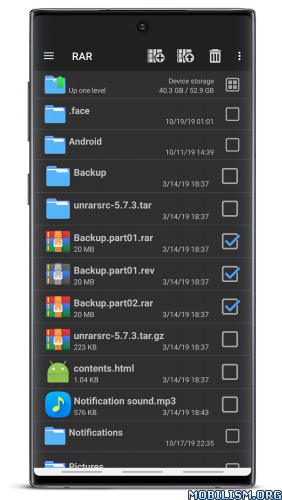 RAR
Device storage
Up one level
40.3 GB / 52.9 GB
.face
10/19/19 01:01
Android
10/11/19 14:39
Backup
3/14/19 18:37
unrarsrc-5.7.3.tar
3/14/19 18:37
Backup.part01.rar
20 MB 3/14/19 18:37
Backup.part01.rev
20 MB 3/14/19 18:37
Backup.part02.rar
20 MB 3/14/19 18:37
unrarsrc-5.7.3.tar.gz
223 KB 3/14/19 18:37
contents.html
1.04 KB 3/14/19 18:37
Notification sound.mp3
576 KB 3/14/19 18:43
Notifications
10/17/19 22:35
Pictures
MOBILISM.ORG